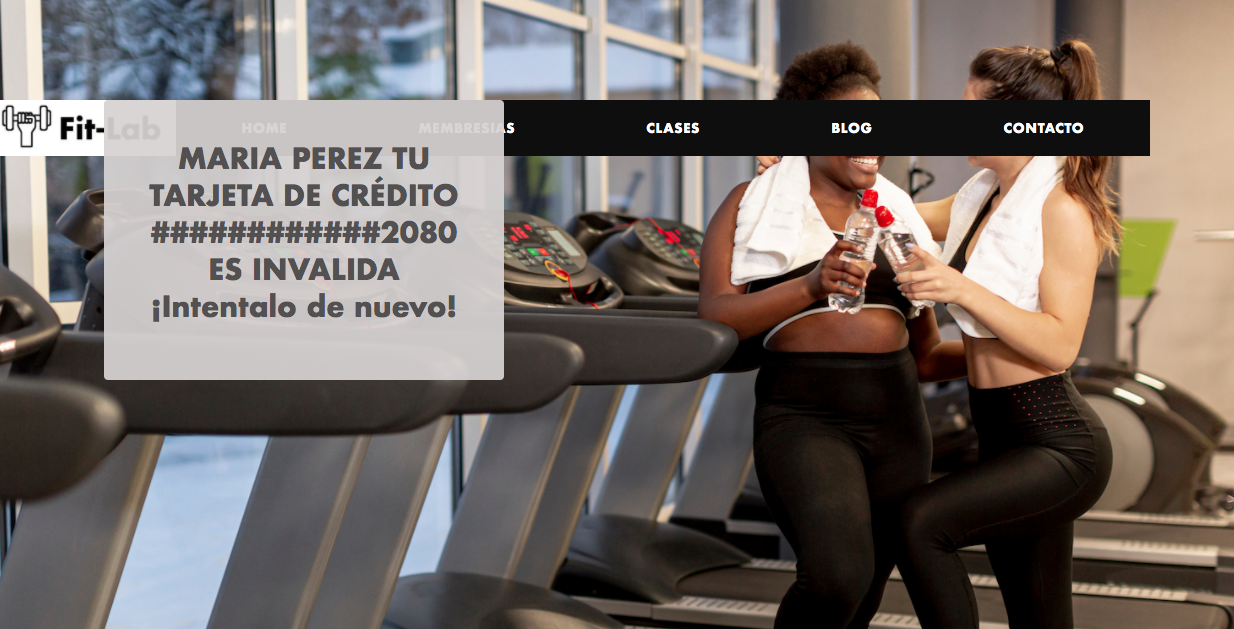 Fit-Lab
HOME
MEMBRESIAS
CLASES
BLOG
CONTACTO
MARIA PEREZ TU
TARJETA DE CRÉDITO
############2080
ES INVALIDA
¡Intentalo de nuevo!